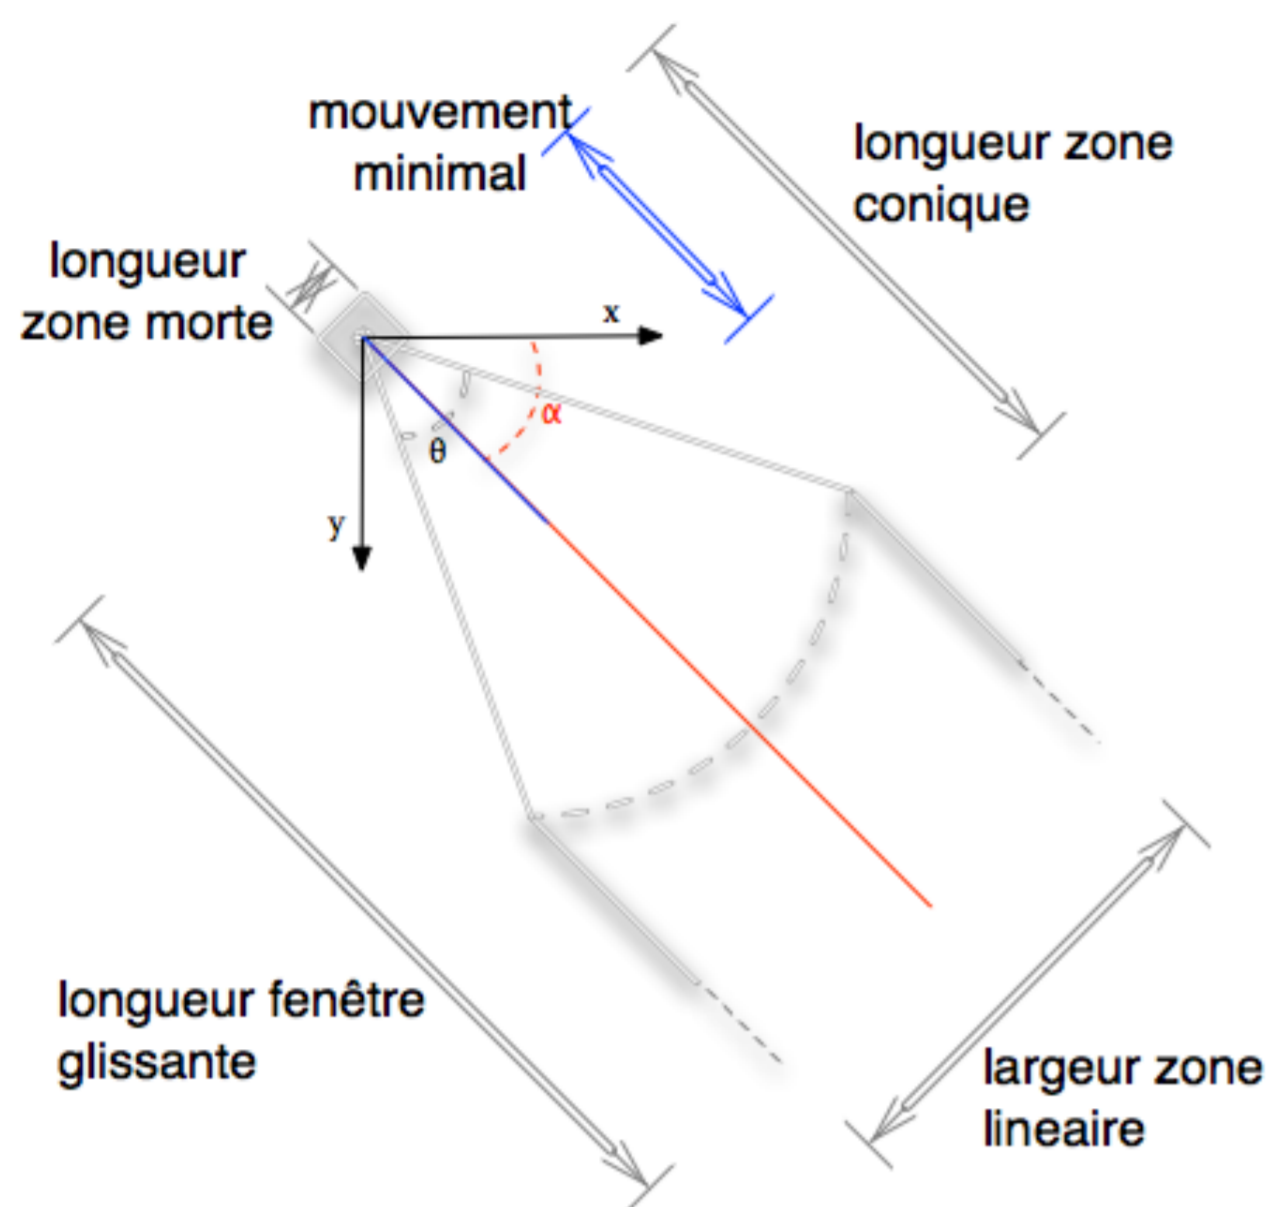 mouvement
minimal
longueur zone
conique
longueur
zone morte
x
α
θ
y
longueur fenêtre
glissante
largeur zone
lineaire